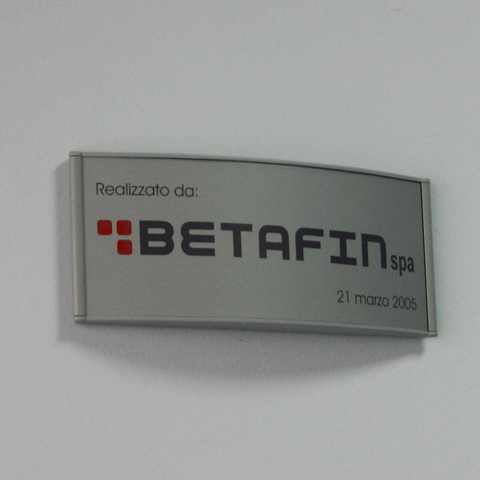 Realizzato da:
BETAFIN spa
21 marzo 2005